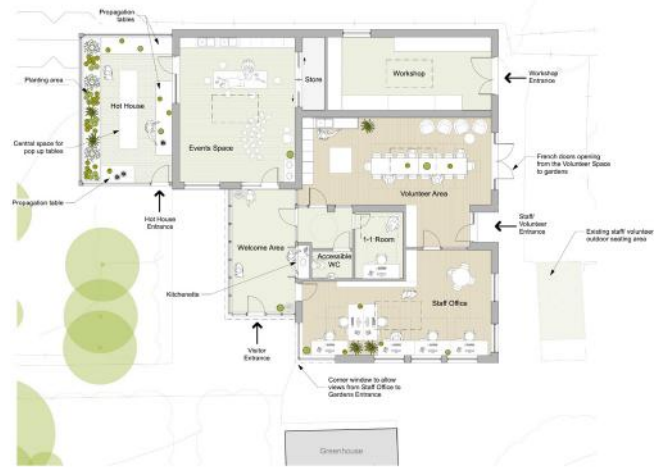 Propagation
tables
Planting area
Hot House
Central space for
pop up tables
Propagation table
Hot House
Entrance
Events Space
Store
Workshop
Workshop
Entrance
French doors opening
from the Volunteer Space
to gardens
Volunteer Area
Staff/
Volunteer
Entrance
Existing staff/ volunteer
outdoor seating area
Welcome Area
1-1 Room
Accessible
WC
Kitchenette
Staff Office
Visitor
Entrance
Corner window to allow
views from Staff Office to
Gardens Entrance
Greenhouse